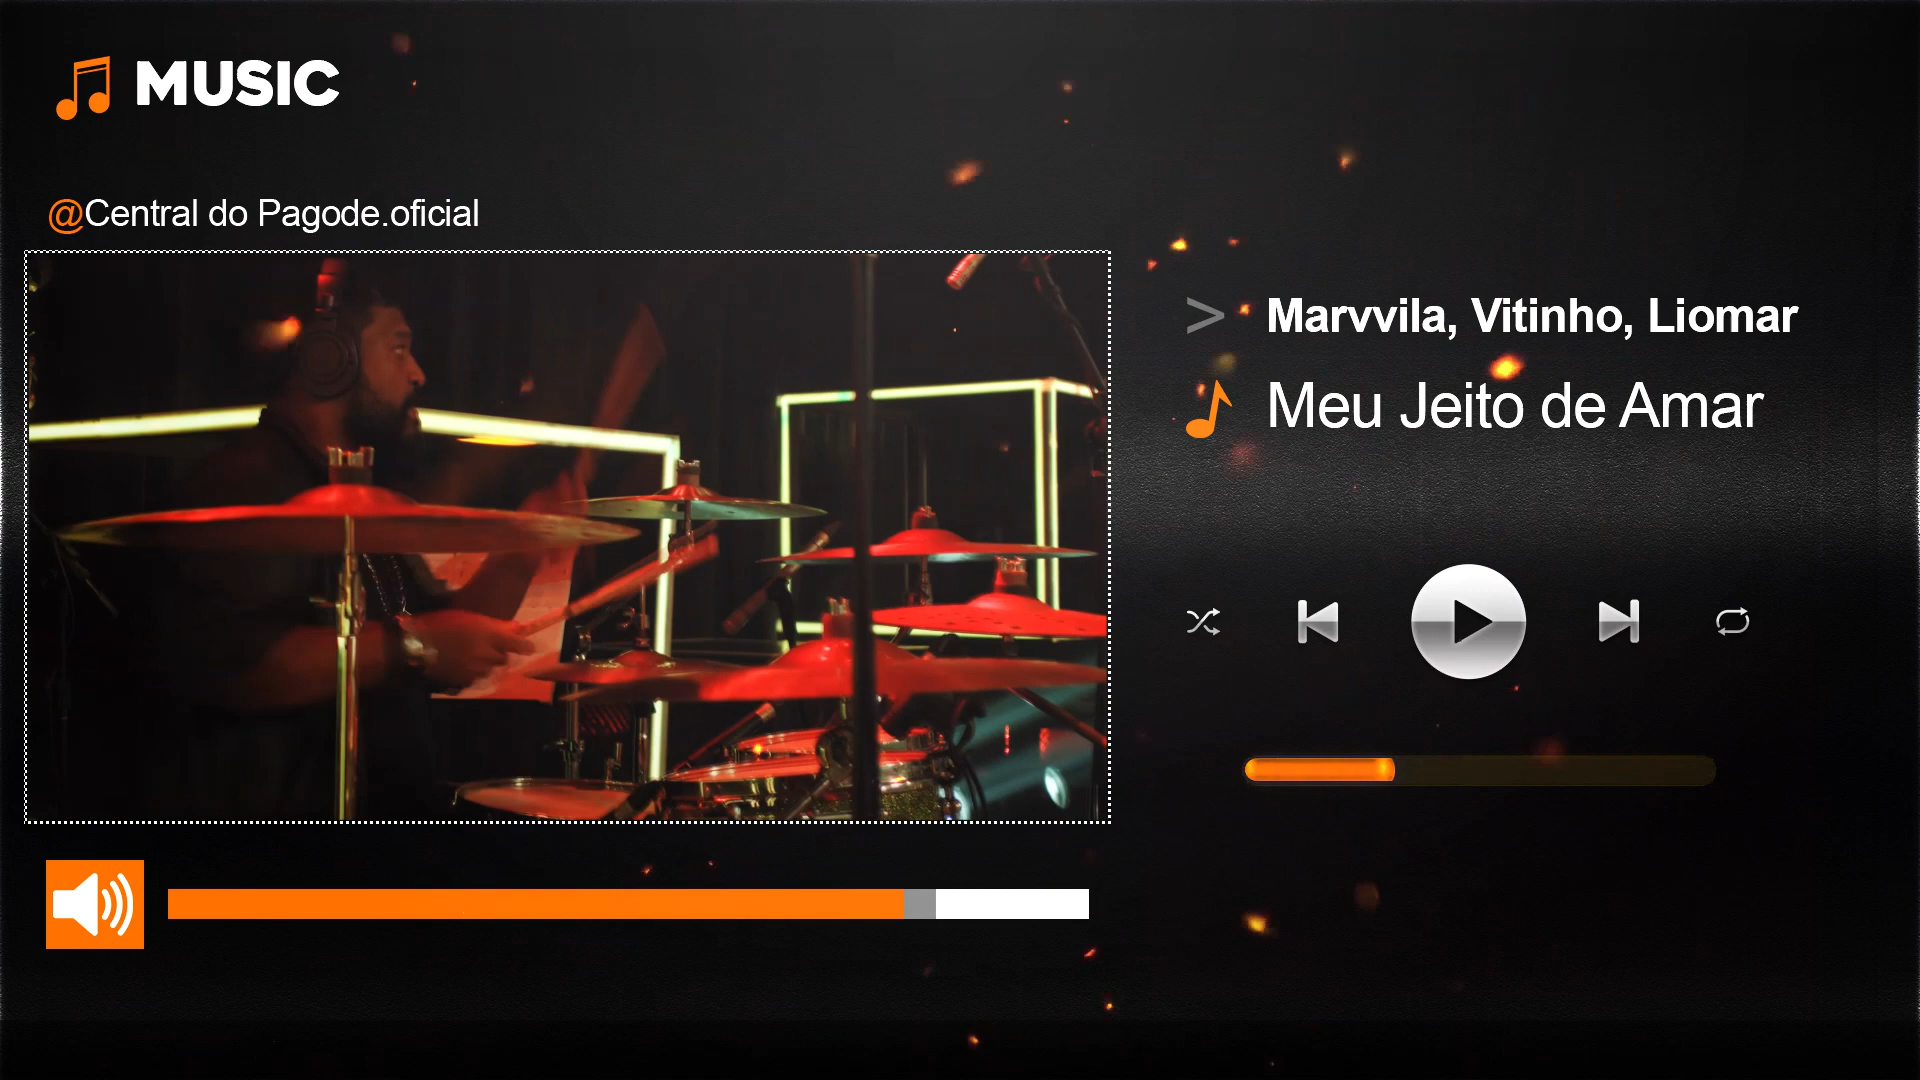 MUSIC
@Central do Pagode.oficial
> Marvvila, Vitinho, Liomar
Meu Jeito de Amar